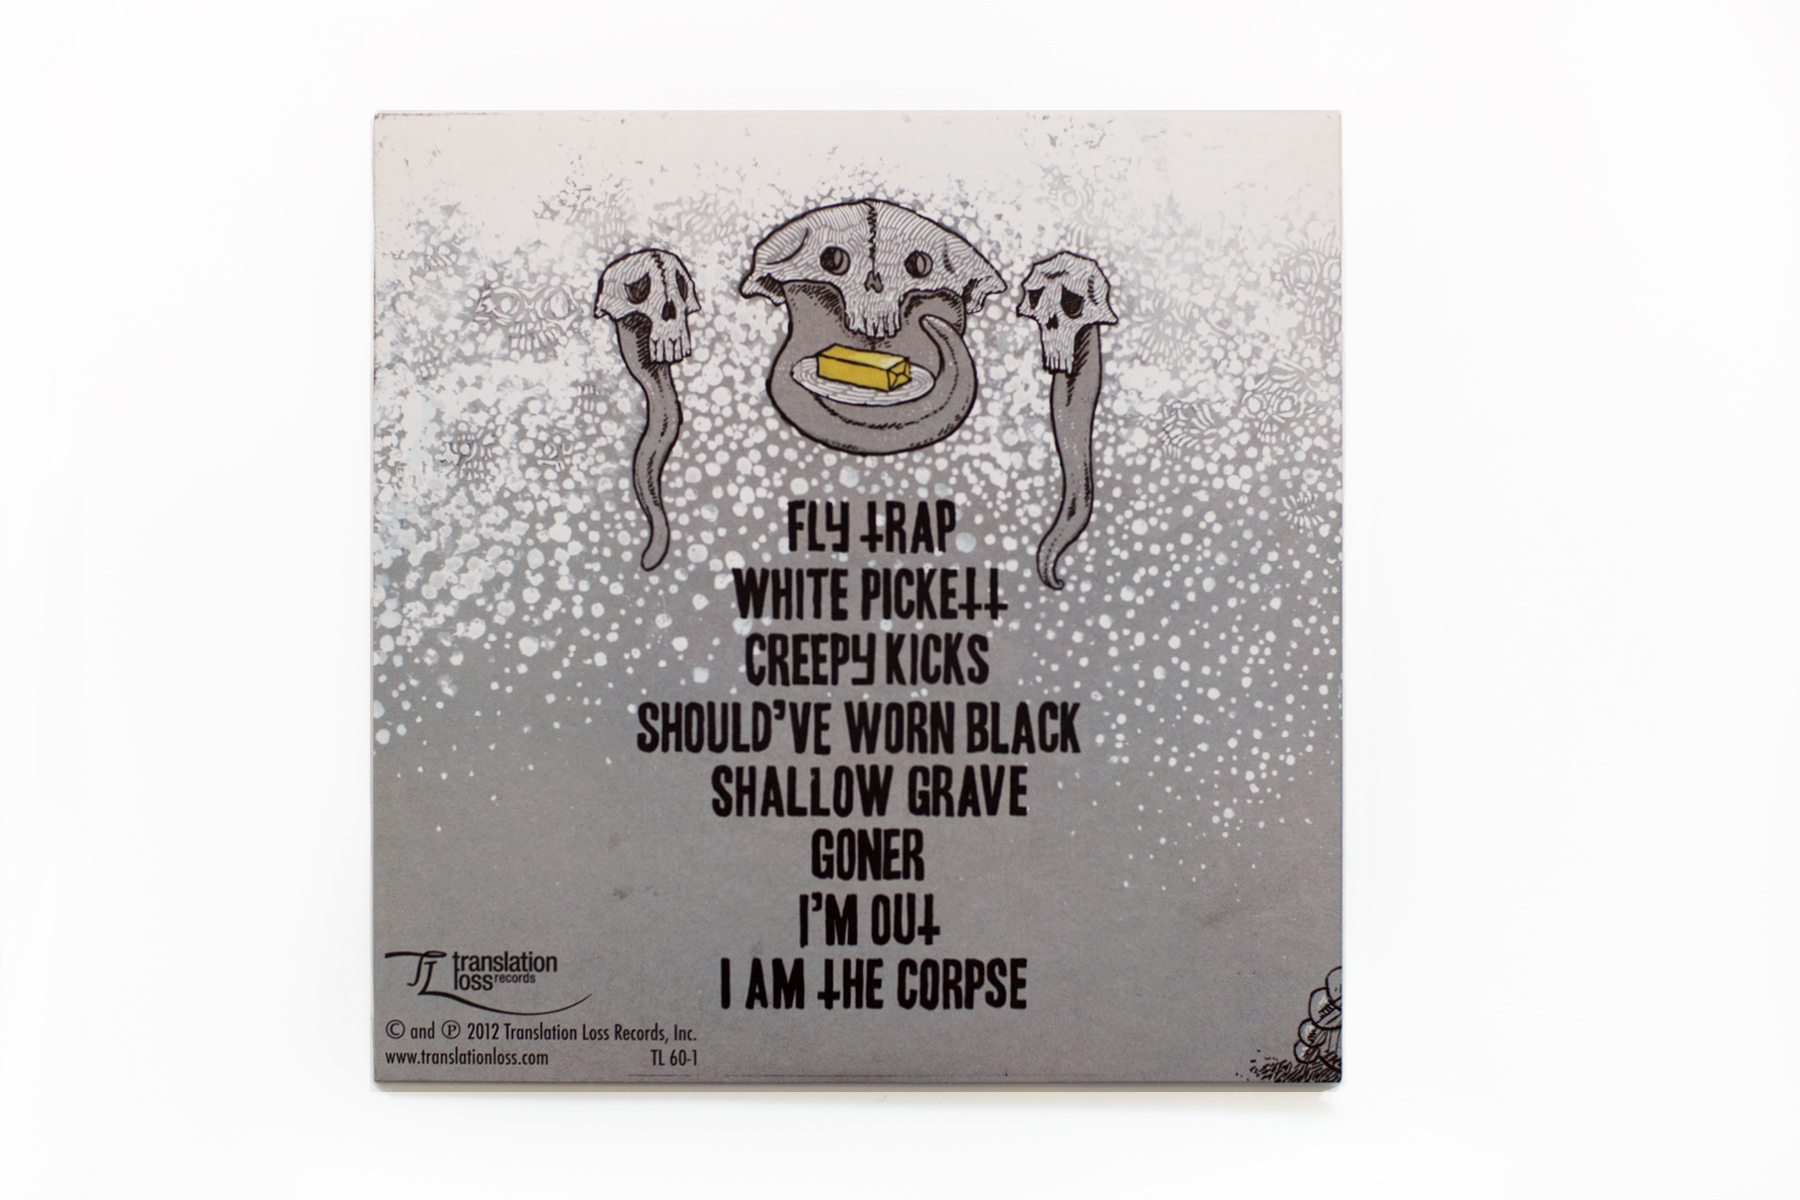 FLY TRAP
WHITE PICKETT
CREEPY KICKS
SHOULD'VE WORN BLACK
SHALLOW GRAVE
GONER
I'M OUT
I AM THE CORPSE
TL translation
loss records
© and ℗ 2012 Translation Loss Records, Inc.
www.translationloss.com TL 60-1